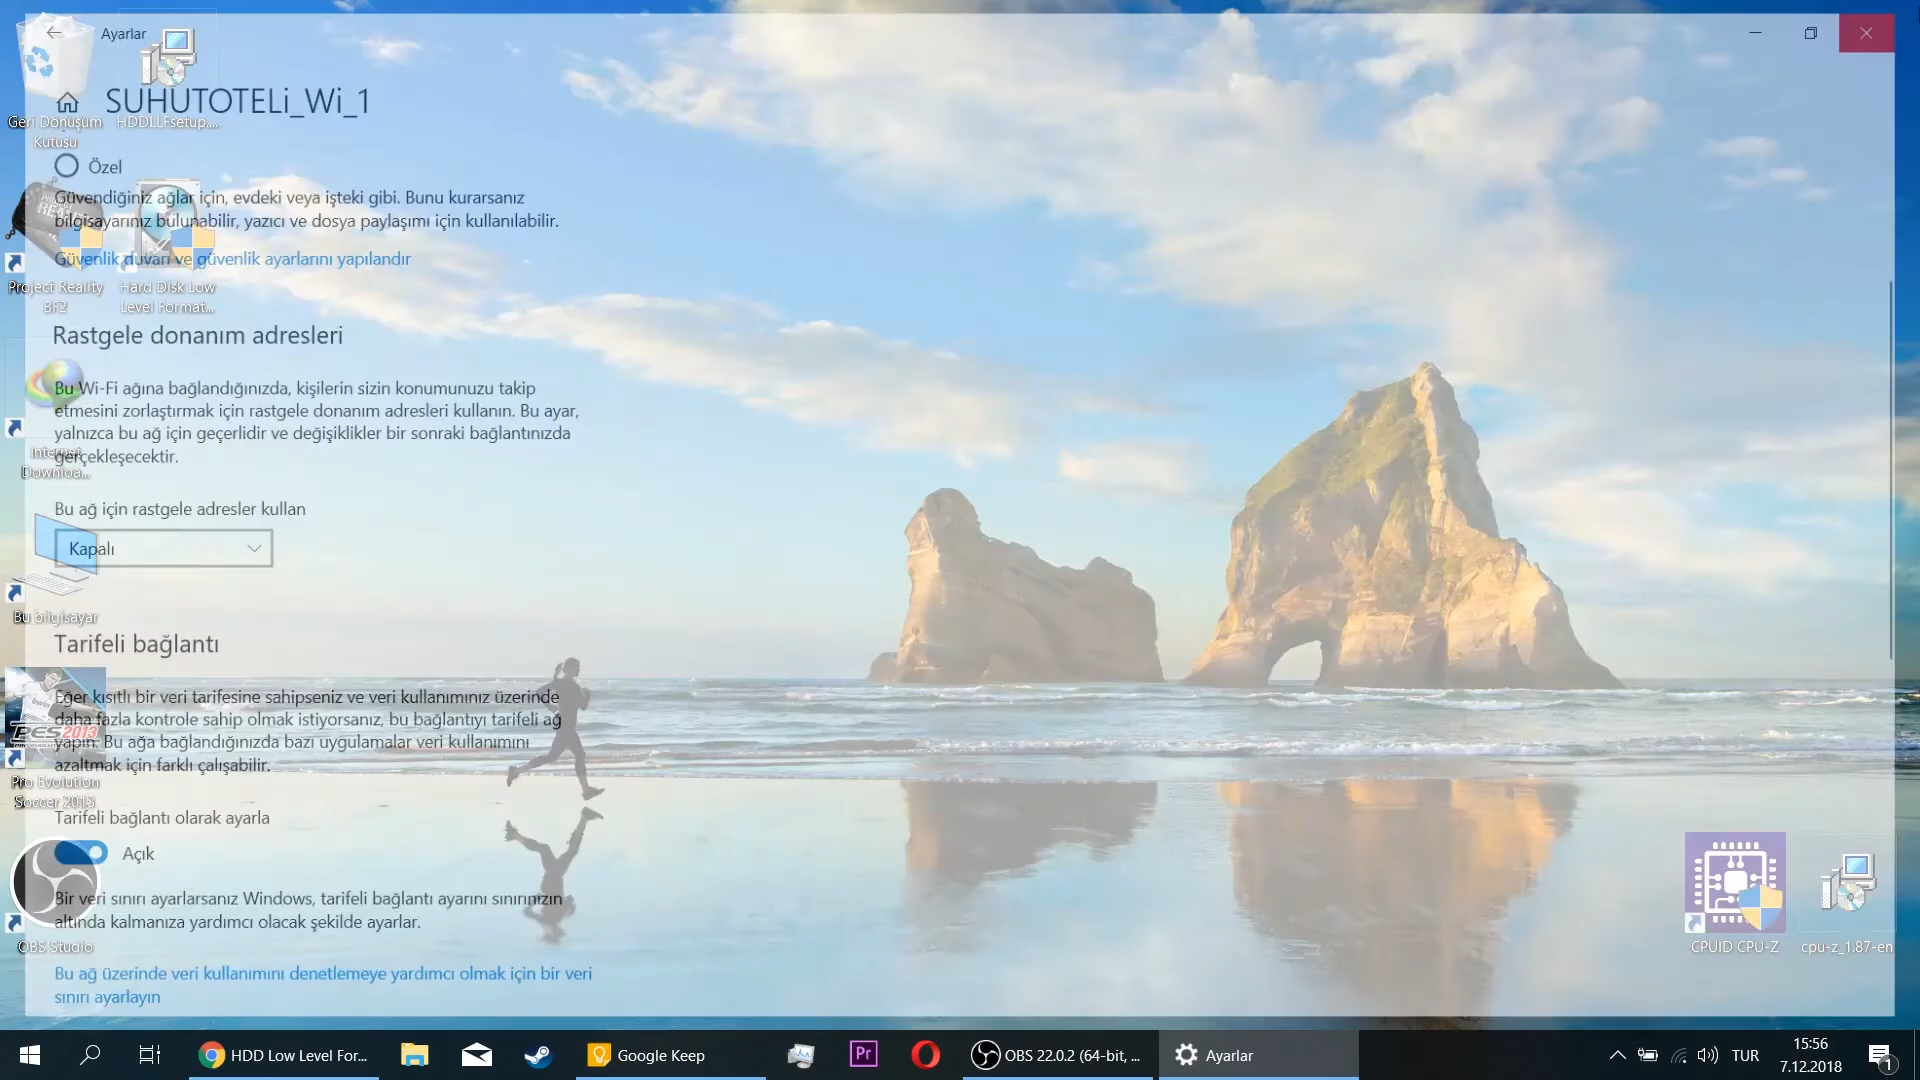 Ayarlar
SUHUTOTELi_Wi_1
Geri Dönüşüm
Kutusu
HDDLLFsetup....
Özel
Güvendiğiniz ağlar için, evdeki veya işteki gibi. Bunu kurarsanız
bilgisayarınız bulunabilir, yazıcı ve dosya paylaşımı için kullanılabilir.
Güvenlik duvarı ve güvenlik ayarlarını yapılandır
Project Reality
BF2
Hard Disk Low
Level Format...
Rastgele donanım adresleri
Bu Wi-Fi ağına bağlandığınızda, kişilerin sizin konumunuzu takip
etmesini zorlaştırmak için rastgele donanım adresleri kullanın. Bu ayar,
yalnızca bu ağ için geçerlidir ve değişiklikler bir sonraki bağlantınızda
gerçekleşecektir.
Internet
Downloa...
Bu ağ için rastgele adresler kullan
Kapalı
Bu bilgisayar
Tarifeli bağlantı
Eğer kısıtlı bir veri tarifesine sahipseniz ve veri kullanımınız üzerinde
daha fazla kontrole sahip olmak istiyorsanız, bu bağlantıyı tarifeli ağ
yapın. Bu ağa bağlandığınızda bazı uygulamalar veri kullanımını
azaltmak için farklı çalışabilir.
PES2013
Pro Evolution
Soccer 2013
Tarifeli bağlantı olarak ayarla
Açık
Bir veri sınırı ayarlarsanız Windows, tarifeli bağlantı ayarını sınırınızın
altında kalmanıza yardımcı olacak şekilde ayarlar.
OBS Studio
CPUID CPU-Z
cpu-z_1.87-en
Bu ağ üzerinde veri kullanımını denetlemeye yardımcı olmak için bir veri
sınırı ayarlayın
HDD Low Level For...
Google Keep
Pr
OBS 22.0.2 (64-bit, ...
Ayarlar
TUR
15:56
7.12.2018
1